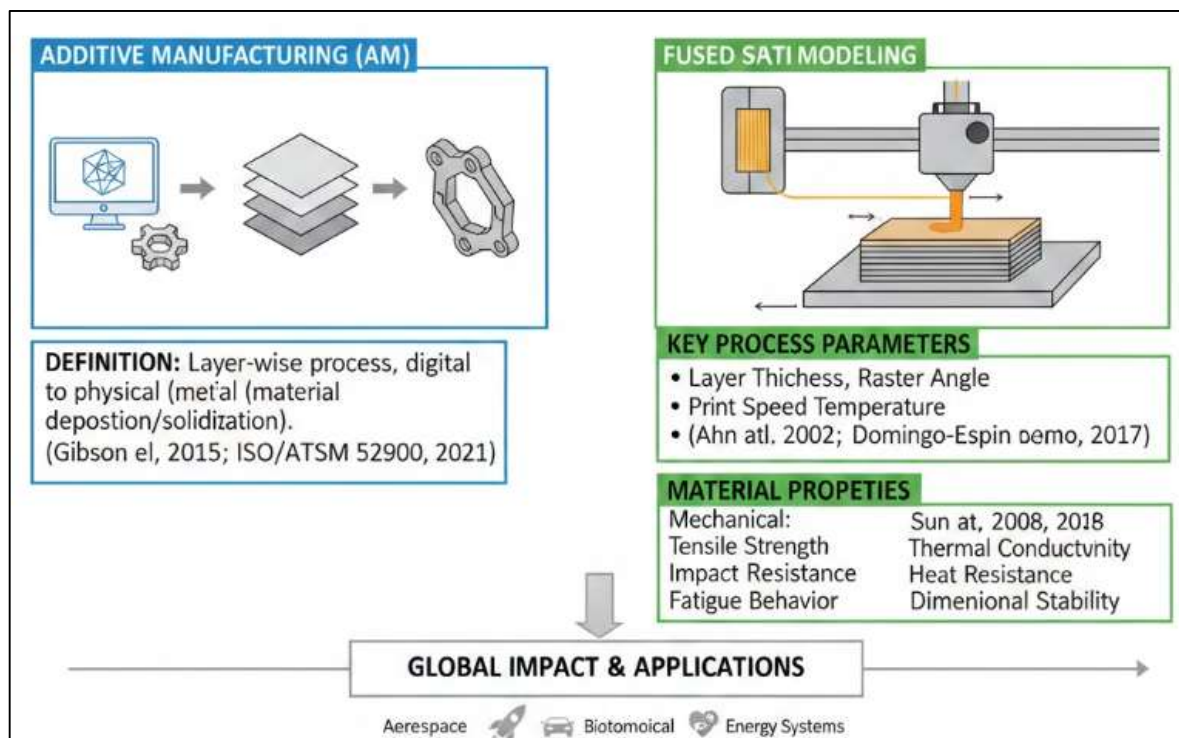 ADDITIVE MANUFACTURING (AM)
DEFINITION: Layer-wise process, digital
to physical (metal (material
depostion/solidization).
(Gibson el, 2015; ISO/ATSM 52900, 2021)
FUSED SATI MODELING
KEY PROCESS PARAMETERS
• Layer Thichess, Raster Angle
• Print Speed Temperature
• (Ahn atl. 2002; Domingo-Espin pemo, 2017)
MATERIAL PROPETIES
Mechanical:
Tensile Strength
Impact Resistance
Fatigue Behavior
Sun at, 2008, 2018
Thermal Conductvnity
Heat Resistance
Dimenional Stability
GLOBAL IMPACT & APPLICATIONS
Aerospace Biotomoical Energy Systems